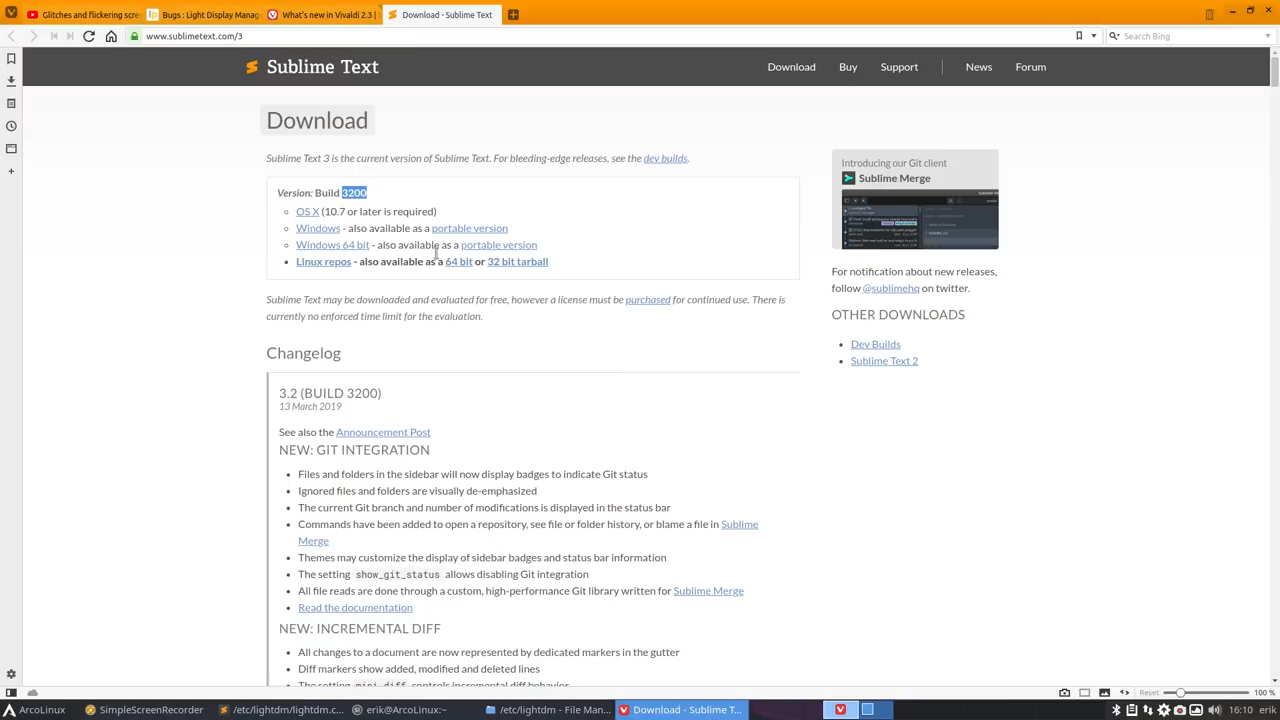 Glitches and flickering scre
Bugs : Light Display Manag
What's new in Vivaldi 2.3 |
Download - Sublime Text
www.sublimetext.com/3
Search Bing
Sublime Text
Download
Buy
Support
News
Forum
Download
Sublime Text 3 is the current version of Sublime Text. For bleeding-edge releases, see the dev builds.
Version: Build 3200
OS X (10.7 or later is required)
Windows - also available as a portable version
Windows 64 bit - also available as a portable version
Linux repos - also available as a 64 bit or 32 bit tarball
Sublime Text may be downloaded and evaluated for free, however a license must be purchased for continued use. There is
currently no enforced time limit for the evaluation.
Introducing our Git client
Sublime Merge
For notification about new releases,
follow @sublimehq on twitter.
OTHER DOWNLOADS
Dev Builds
Sublime Text 2
Changelog
3.2 (BUILD 3200)
13 March 2019
See also the Announcement Post
NEW: GIT INTEGRATION
Files and folders in the sidebar will now display badges to indicate Git status
Ignored files and folders are visually de-emphasized
The current Git branch and number of modifications is displayed in the status bar
Commands have been added to open a repository, see file or folder history, or blame a file in Sublime
Merge
Themes may customize the display of sidebar badges and status bar information
The setting show_git_status allows disabling Git integration
All file reads are done through a custom, high-performance Git library written for Sublime Merge
Read the documentation
NEW: INCREMENTAL DIFF
All changes to a document are now represented by dedicated markers in the gutter
Diff markers show added, modified and deleted lines
The setting mini_diff controls incremental diff behavior
Reset
100 %
ArcoLinux
SimpleScreenRecorder
/etc/lightdm/lightdm.c...
erik@ArcoLinux:~
/etc/lightdm - File Man...
Download - Sublime T...
16:10
erik